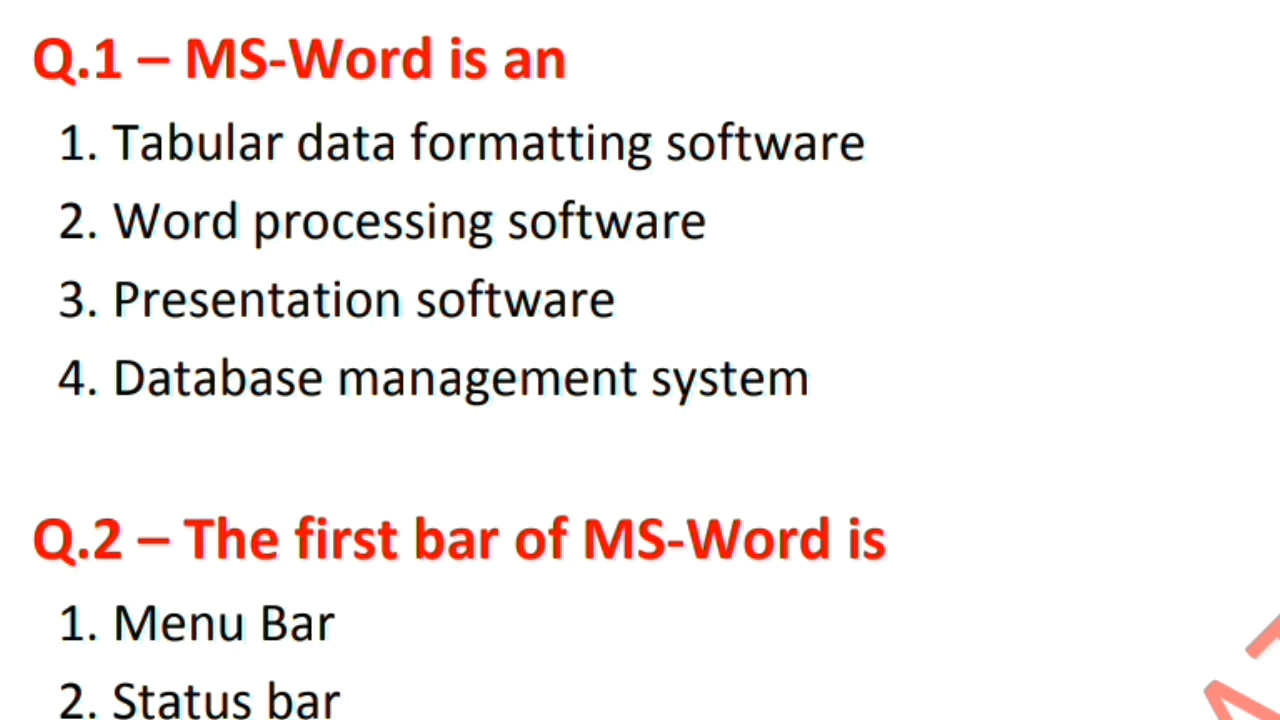 Q.1 – MS-Word is an
1. Tabular data formatting software
2. Word processing software
3. Presentation software
4. Database management system
Q.2 – The first bar of MS-Word is
1. Menu Bar
2. Status bar